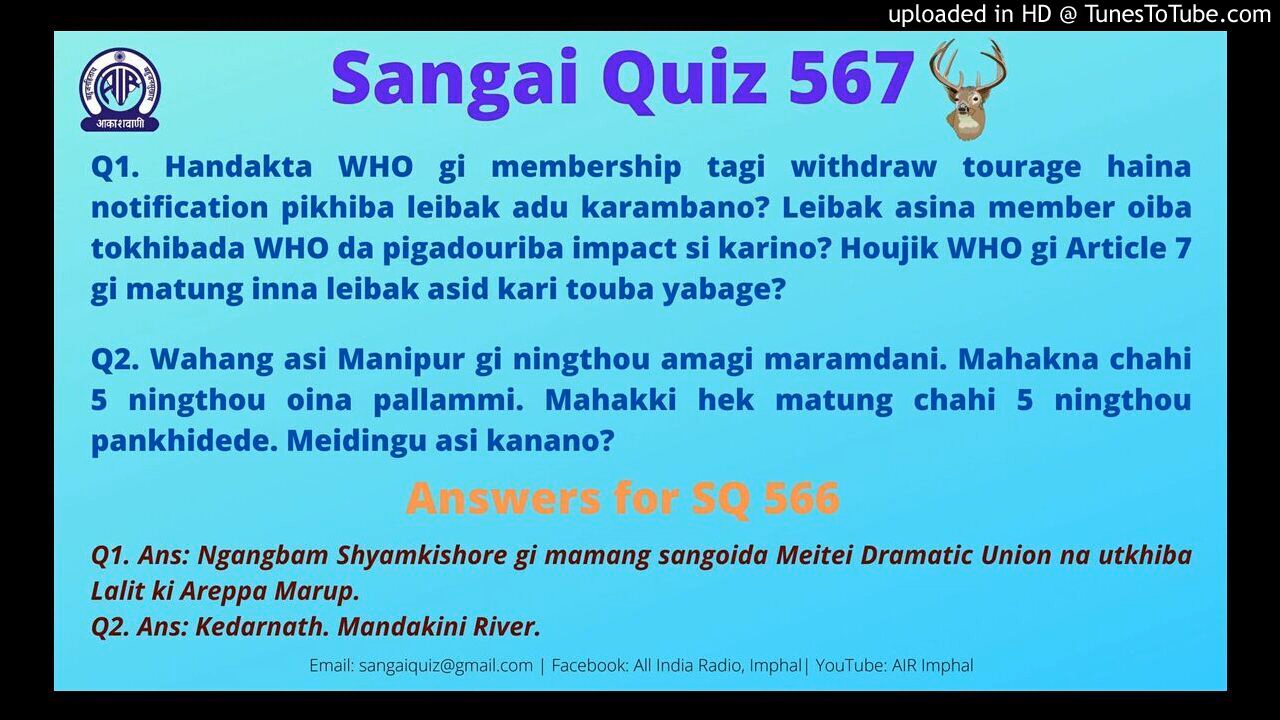 uploaded in HD @ TunesToTube.com
Sangai Quiz 567
AIR
आकाशवाणी
Q1. Handakta WHO gi membership tagi withdraw tourage haina
notification pikhiba leibak adu karambano? Leibak asina member oiba
tokhibada WHO da pigadouriba impact si karino? Houjik WHO gi Article 7
gi matung inna leibak asid kari touba yabage?
Q2. Wahang asi Manipur gi ningthou amagi maramdani. Mahakna chahi
5 ningthou oina pallammi. Mahakki hek matung chahi 5 ningthou
pankhidede. Meidingu asi kanano?
Answers for SQ 566
Q1. Ans: Ngangbam Shyamkishore gi mamang sangoida Meitei Dramatic Union na utkhiba
Lalit ki Areppa Marup.
Q2. Ans: Kedarnath. Mandakini River.
Email: sangaiquiz@gmail.com | Facebook: All India Radio, Imphal| YouTube: AIR Imphal